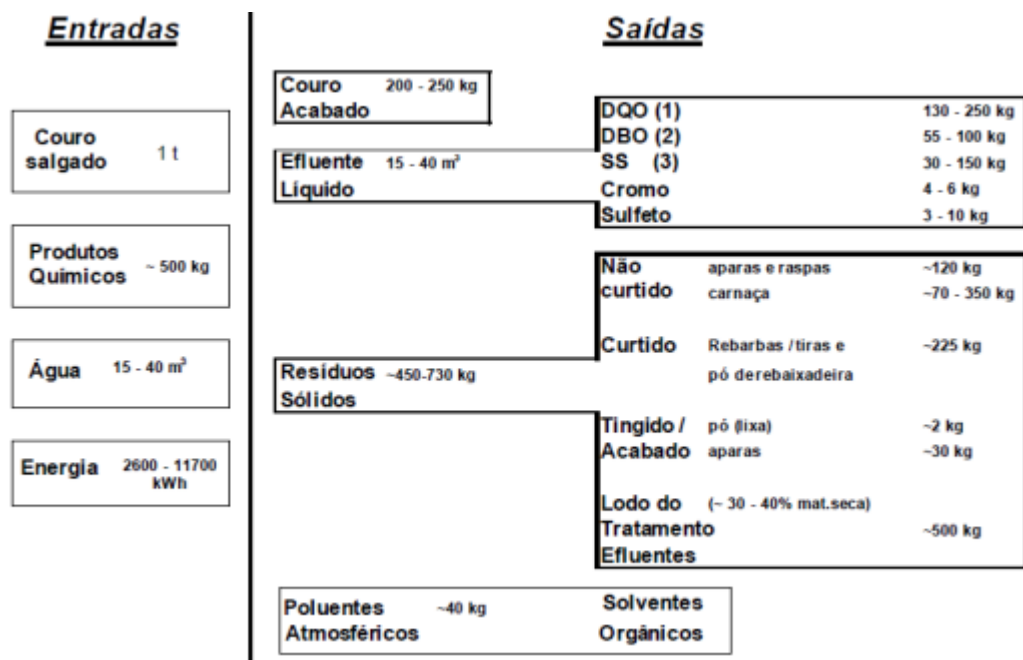 Entradas
Saídas
Couro salgado 1 t
Produtos Químicos ~ 500 kg
Água 15 - 40 m³
Energia 2600 - 11700 kWh
Couro 200 - 250 kg
Acabado
Efluente 15 - 40 m³
Líquido
DQO (1) 130 - 250 kg
DBO (2) 55 - 100 kg
SS (3) 30 - 150 kg
Cromo 4 - 6 kg
Sulfeto 3 - 10 kg
Resíduos ~450-730 kg
Sólidos
Não aparas e raspas ~120 kg
curtido carnaça ~70 - 350 kg
Curtido Rebarbas / tiras e ~225 kg
pó derebaixadeira
Tingido / pó (lixa) ~2 kg
Acabado aparas ~30 kg
Lodo do (~ 30 - 40% mat.seca)
Tratamento ~500 kg
Efluentes
Poluentes ~40 kg Solventes
Atmosféricos Orgânicos